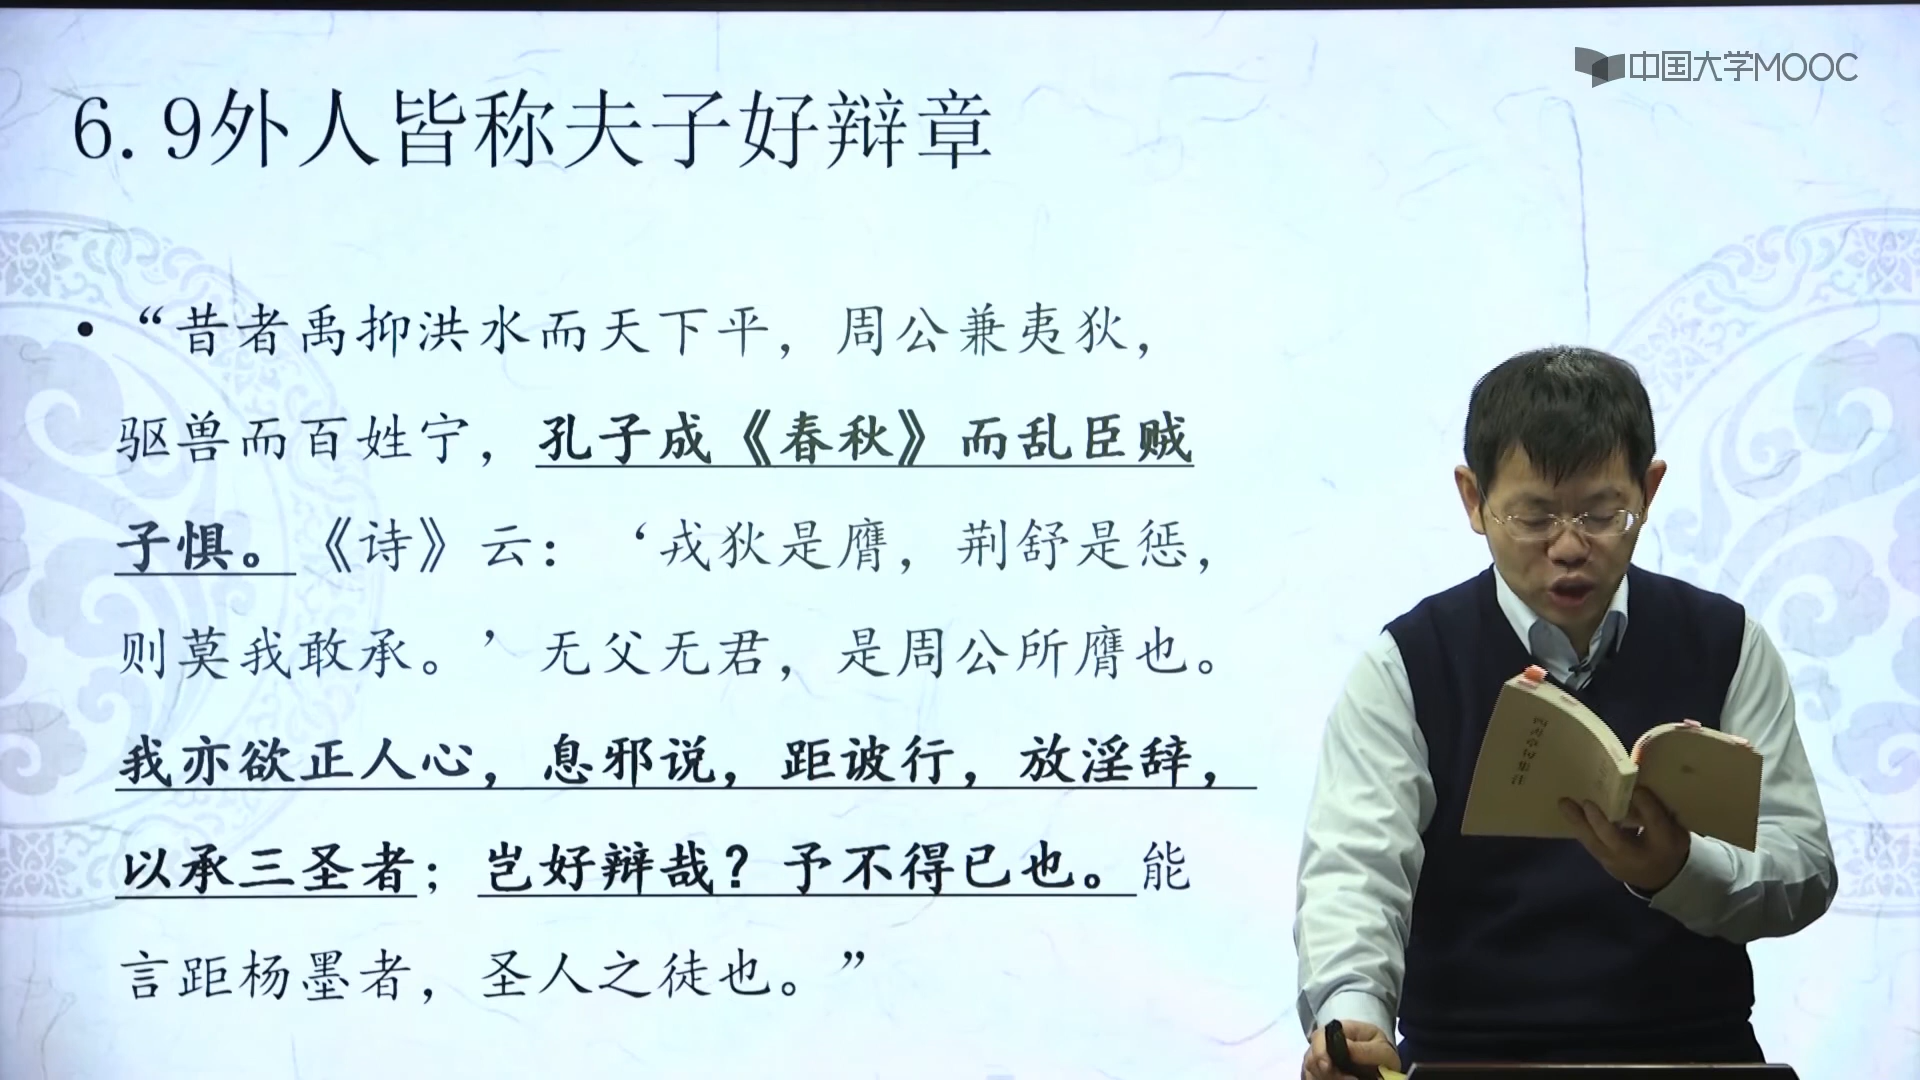 中国大学MOOC
6.9外人皆称夫子好辩章
• “昔者禹抑洪水而天下平，周公兼夷狄，
驱兽而百姓宁，孔子成《春秋》而乱臣贼
子惧。《诗》云：‘戎狄是膺，荆舒是惩，
则莫我敢承。’无父无君，是周公所膺也。
我亦欲正人心，息邪说，距诐行，放淫辞，
以承三圣者；岂好辩哉？予不得已也。能
言距杨墨者，圣人之徒也。”
四书章句集注